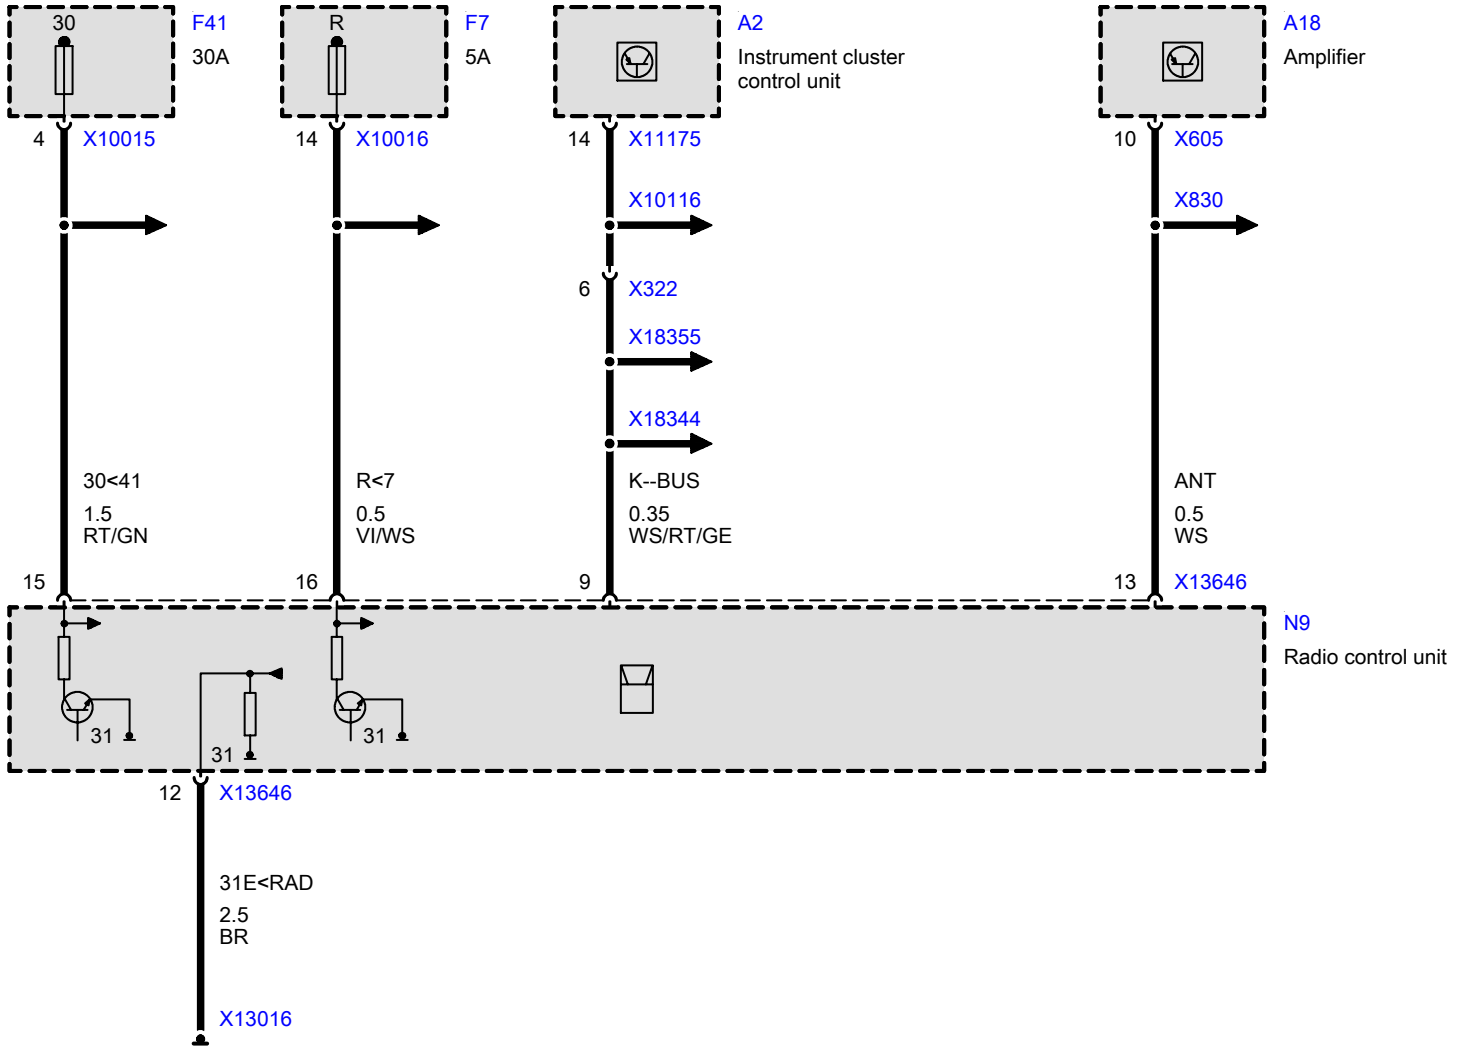 30
F41
30A
R
F7
5A
A2
Instrument cluster
control unit
A18
Amplifier
4
X10015
14
X10016
14
X11175
10
X605
X10116
X830
6
X322
X18355
X18344
30<41
1.5
RT/GN
R<7
0.5
VI/WS
K--BUS
0.35
WS/RT/GE
ANT
0.5
WS
15
16
9
13
X13646
N9
Radio control unit
31
31
31
12
X13646
31E<RAD
2.5
BR
X13016